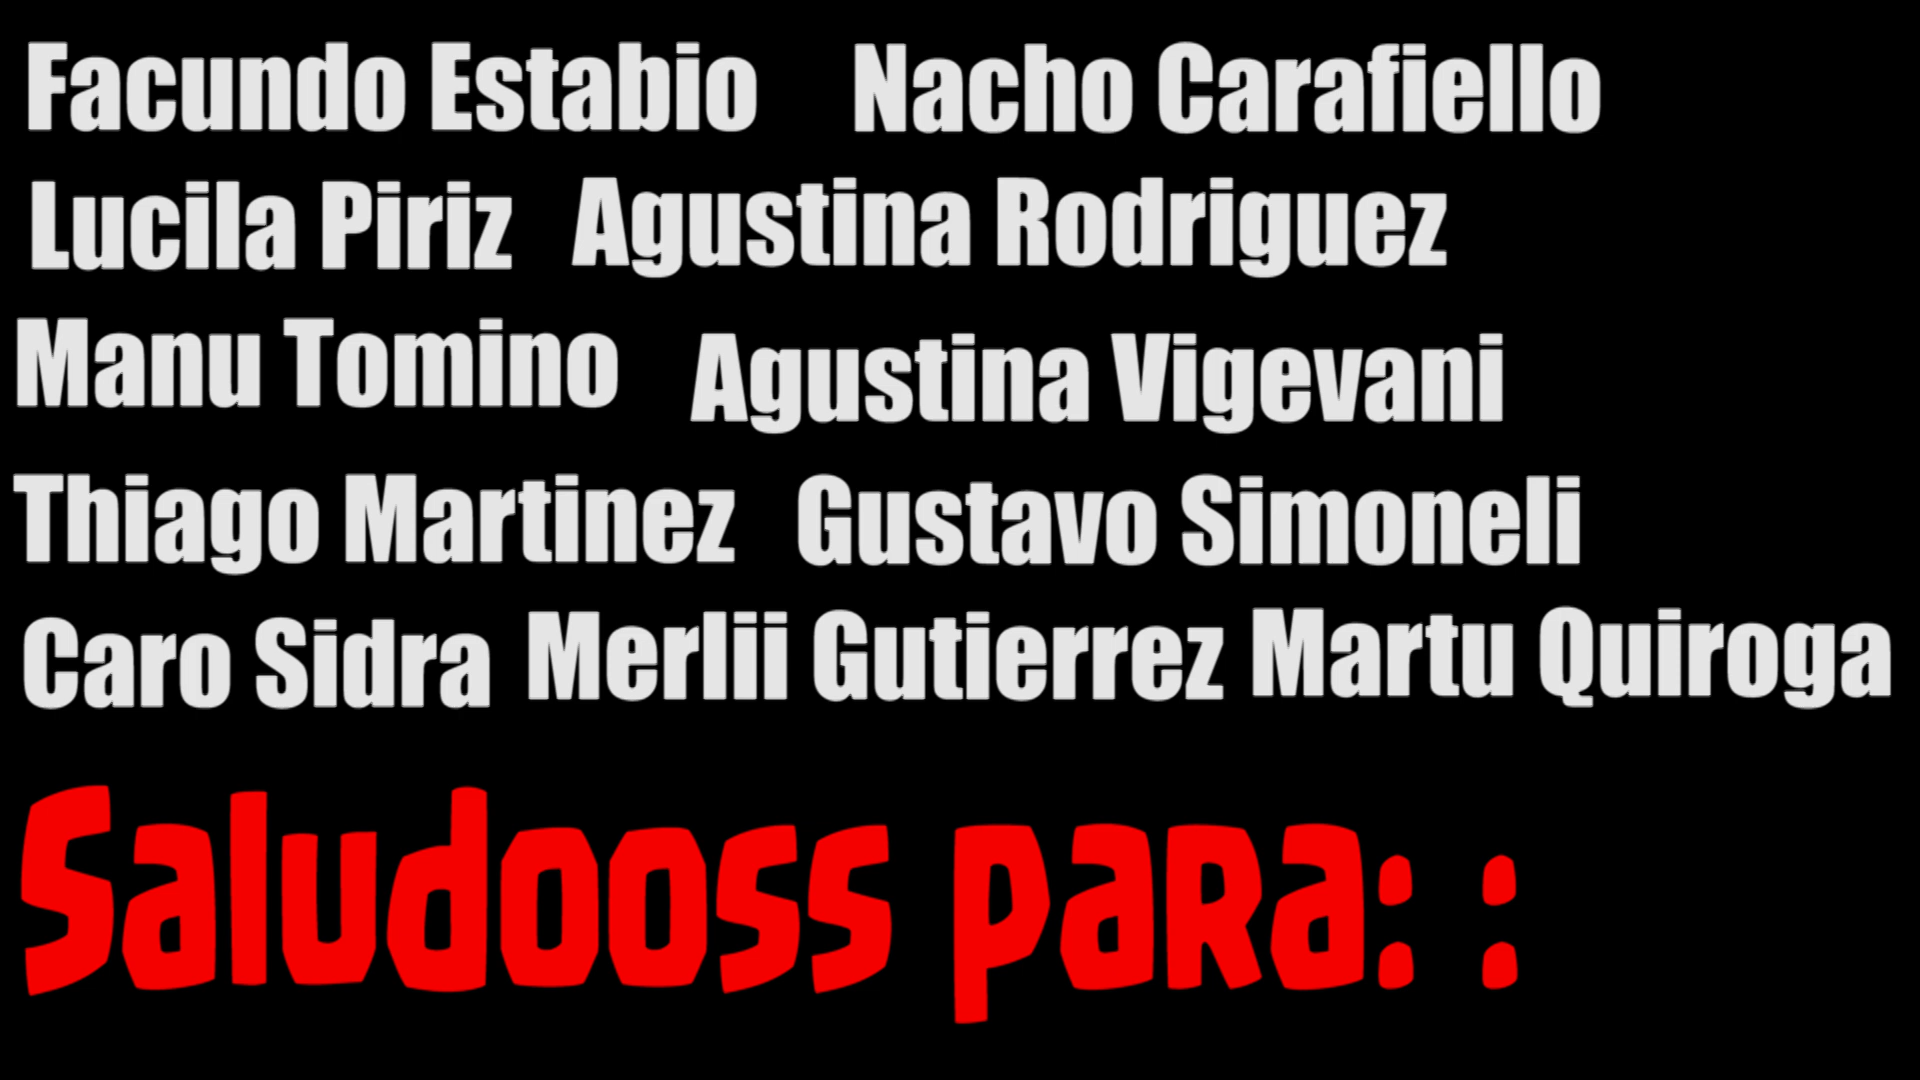 Facundo Estabio Nacho Carafiello
Lucila Piriz Agustina Rodriguez
Manu Tomino Agustina Vigevani
Thiago Martinez Gustavo Simoneli
Caro Sidra Merlii Gutierrez Martu Quiroga
Saludooss para: :